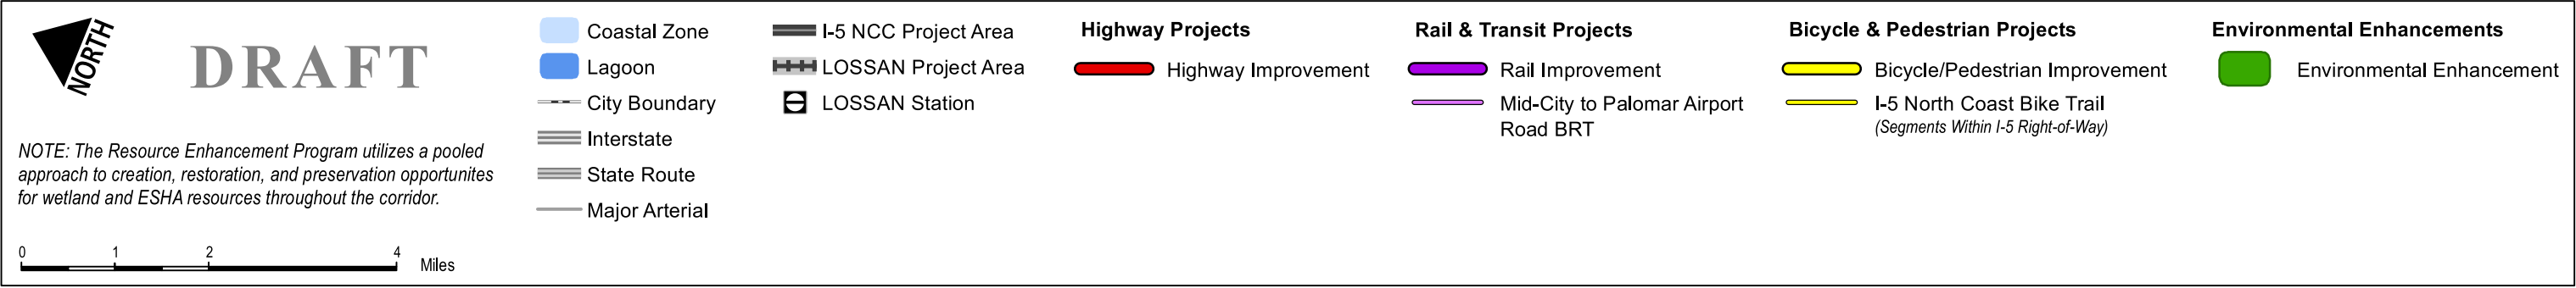 NORTH
DRAFT
NOTE: The Resource Enhancement Program utilizes a pooled
approach to creation, restoration, and preservation opportunites
for wetland and ESHA resources throughout the corridor.
0 1 2 4
Miles
Coastal Zone
Lagoon
City Boundary
Interstate
State Route
Major Arterial
I-5 NCC Project Area
LOSSAN Project Area
LOSSAN Station
Highway Projects
Highway Improvement
Rail & Transit Projects
Rail Improvement
Mid-City to Palomar Airport
Road BRT
Bicycle & Pedestrian Projects
Bicycle/Pedestrian Improvement
I-5 North Coast Bike Trail
(Segments Within I-5 Right-of-Way)
Environmental Enhancements
Environmental Enhancement